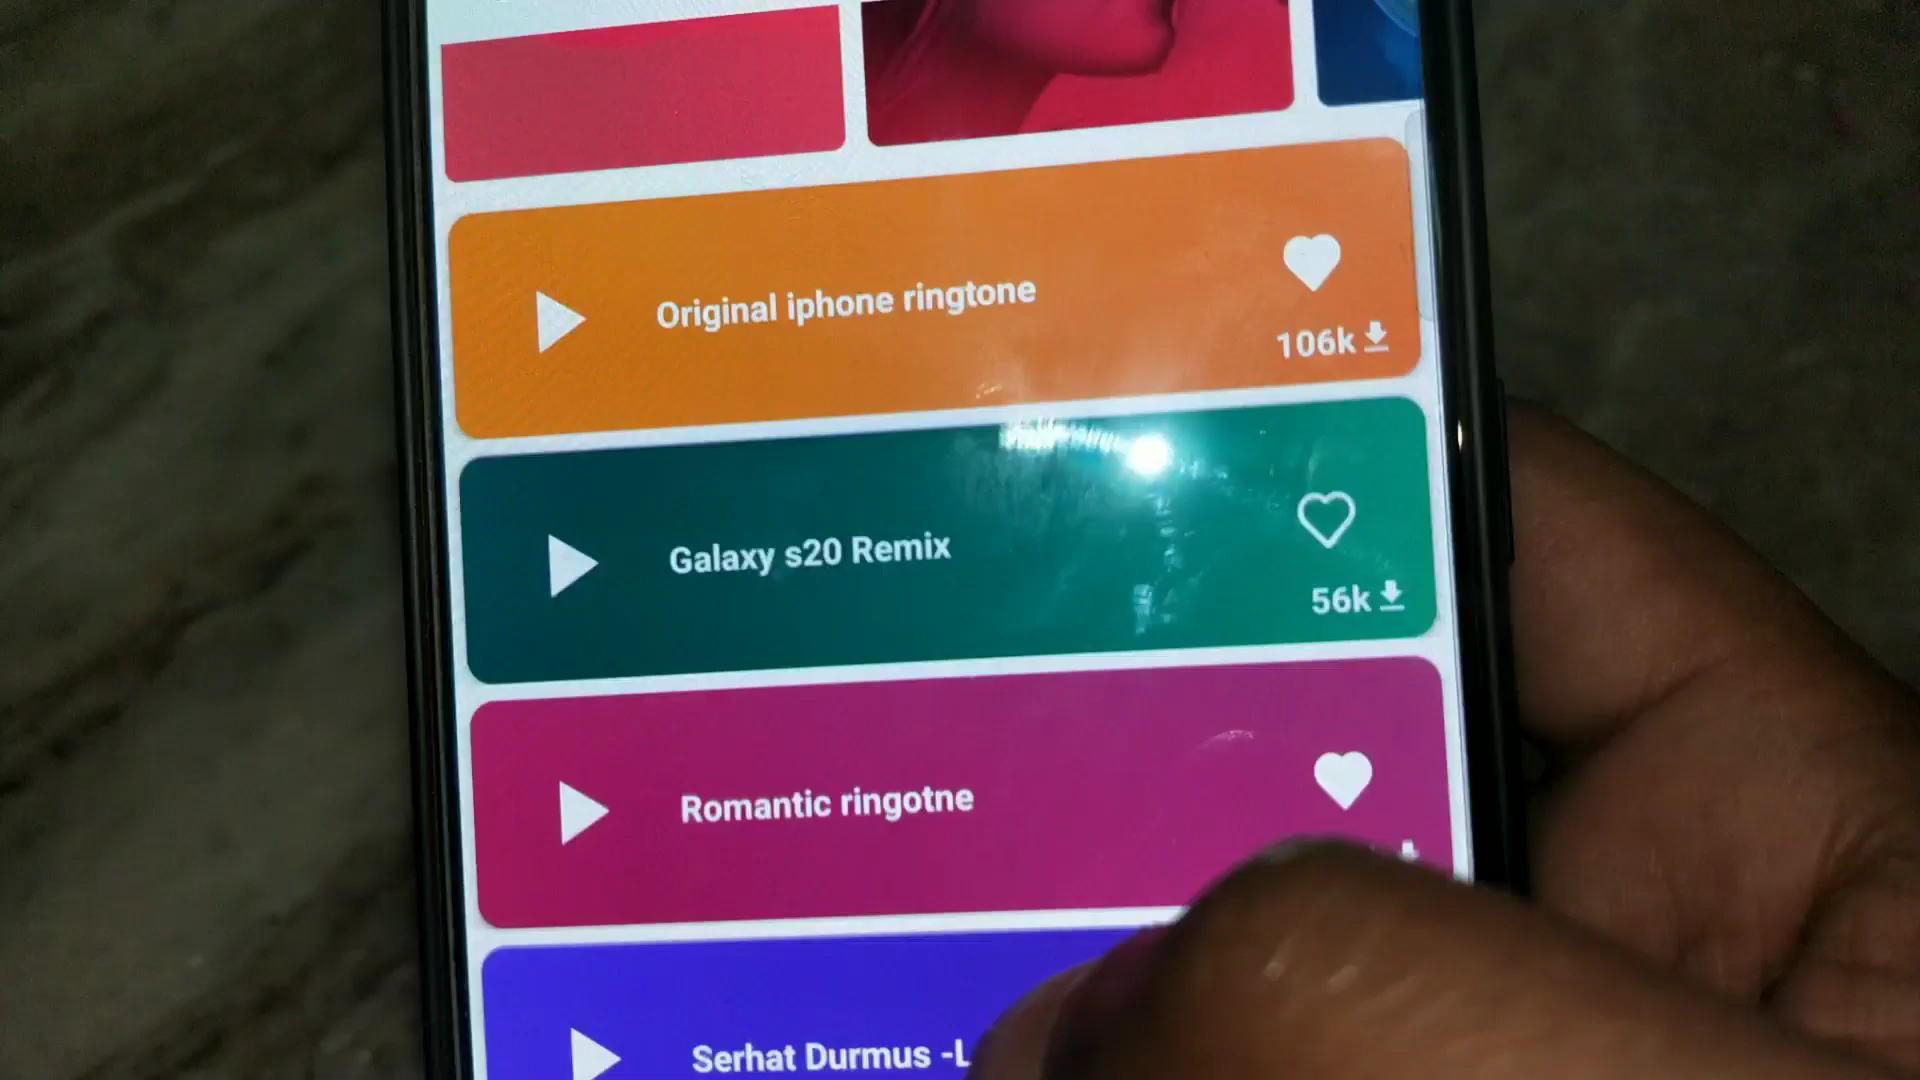 Original iphone ringtone
106k
Galaxy s20 Remix
56k
Romantic ringotne
Serhat Durmus -L